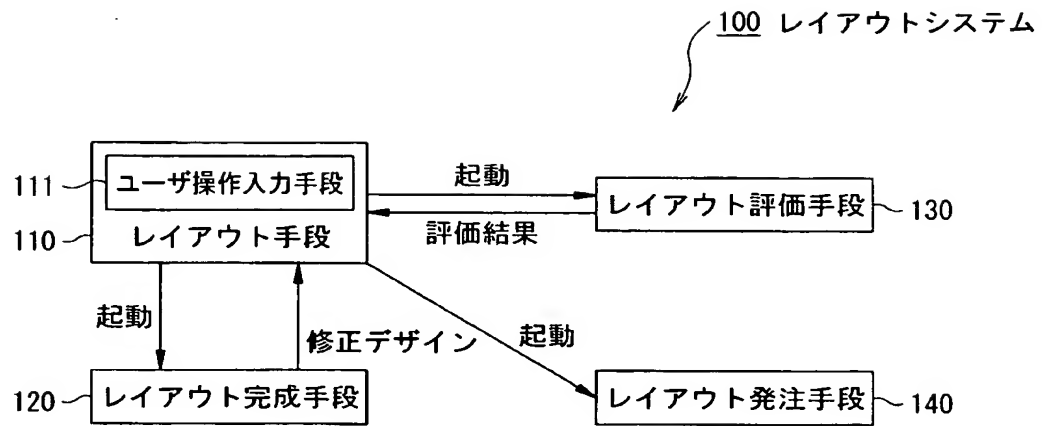 100 レイアウトシステム
111
ユーザ操作入力手段
110
レイアウト手段
起動
評価結果
レイアウト評価手段
130
起動
修正デザイン
起動
120
レイアウト完成手段
レイアウト発注手段
140